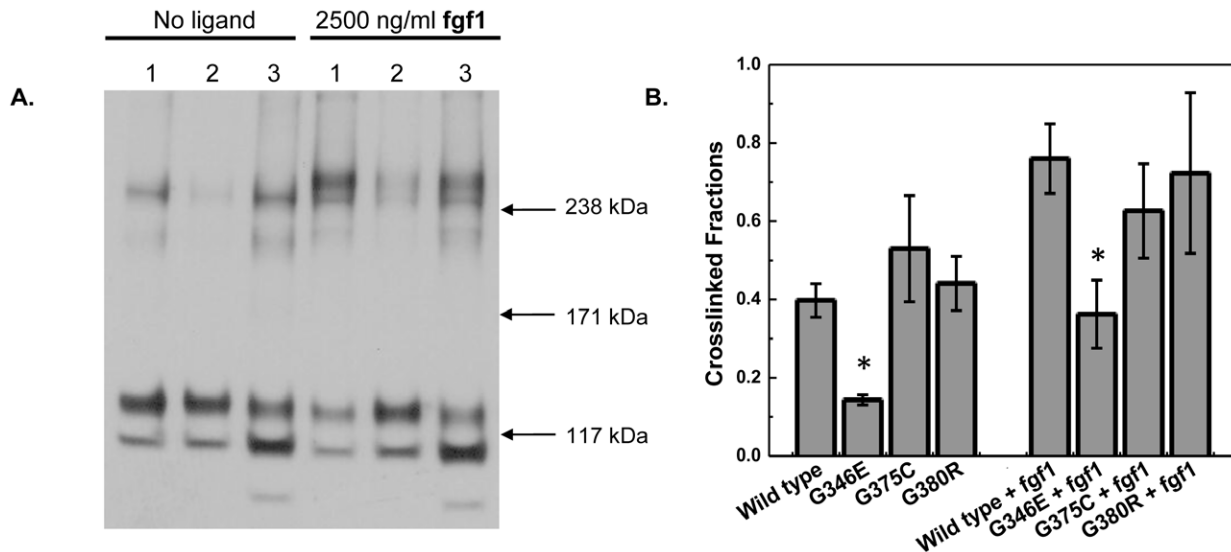 A.
No ligand
2500 ng/ml fgf1
1 2 3 1 2 3
238 kDa
171 kDa
117 kDa
B.
Crosslinked Fractions
1.0
0.8
0.6
0.4
0.2
0.0
*
*
Wild type
G346E
G375C
G380R
Wild type + fgf1
G346E + fgf1
G375C + fgf1
G380R + fgf1